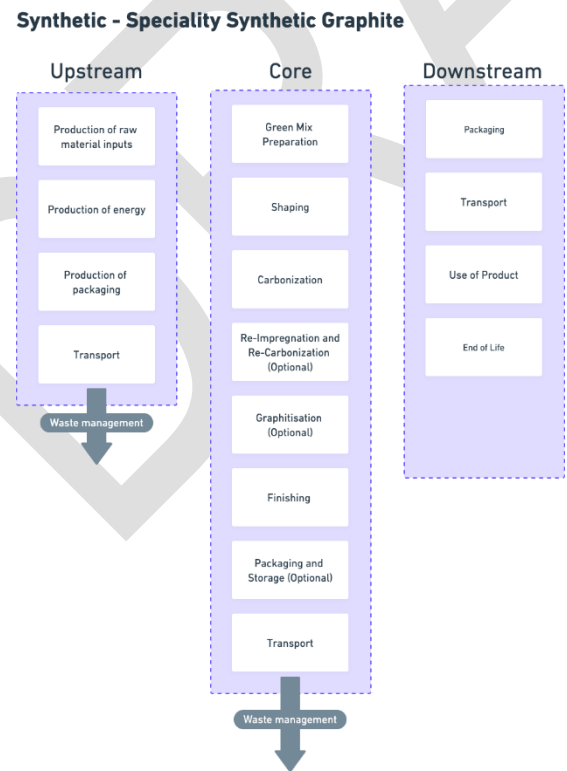 Synthetic - Speciality Synthetic Graphite
Upstream
Production of raw
material inputs
Production of energy
Production of
packaging
Transport
Waste management
Core
Green Mix
Preparation
Shaping
Carbonization
Re-Impregnation and
Re-Carbonization
(Optional)
Graphitisation
(Optional)
Finishing
Packaging and
Storage (Optional)
Transport
Waste management
Downstream
Packaging
Transport
Use of Product
End of Life